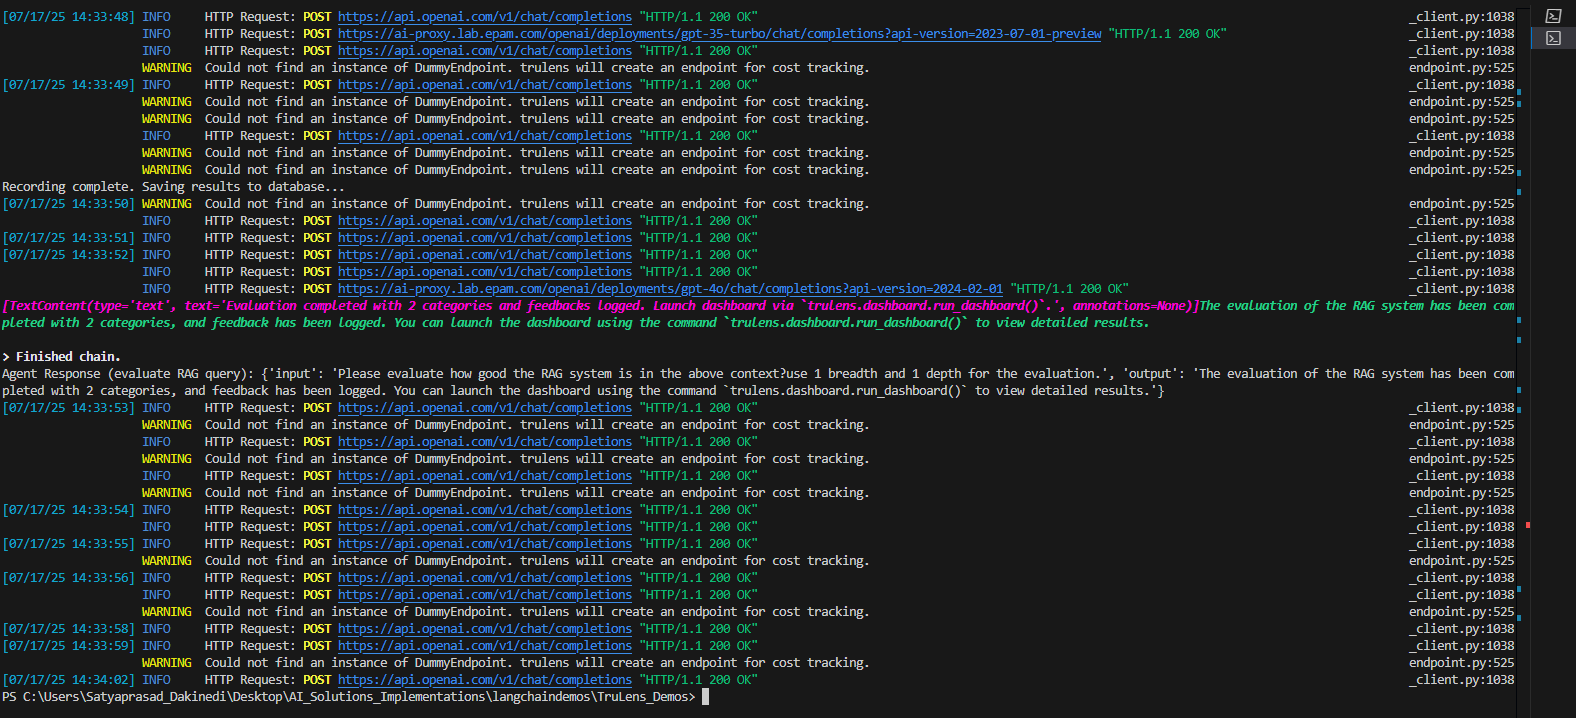 [07/17/25 14:33:48] INFO HTTP Request: POST https://api.openai.com/v1/chat/completions "HTTP/1.1 200 OK" _client.py:1038
INFO HTTP Request: POST https://ai-proxy.lab.epam.com/openai/deployments/gpt-35-turbo/chat/completions?api-version=2023-07-01-preview "HTTP/1.1 200 OK" _client.py:1038
INFO HTTP Request: POST https://api.openai.com/v1/chat/completions "HTTP/1.1 200 OK" _client.py:1038
WARNING Could not find an instance of DummyEndpoint. trulens will create an endpoint for cost tracking. endpoint.py:525
[07/17/25 14:33:49] INFO HTTP Request: POST https://api.openai.com/v1/chat/completions "HTTP/1.1 200 OK" _client.py:1038
WARNING Could not find an instance of DummyEndpoint. trulens will create an endpoint for cost tracking. endpoint.py:525
WARNING Could not find an instance of DummyEndpoint. trulens will create an endpoint for cost tracking. endpoint.py:525
INFO HTTP Request: POST https://api.openai.com/v1/chat/completions "HTTP/1.1 200 OK" _client.py:1038
WARNING Could not find an instance of DummyEndpoint. trulens will create an endpoint for cost tracking. endpoint.py:525
WARNING Could not find an instance of DummyEndpoint. trulens will create an endpoint for cost tracking. endpoint.py:525
Recording complete. Saving results to database...
[07/17/25 14:33:50] WARNING Could not find an instance of DummyEndpoint. trulens will create an endpoint for cost tracking. endpoint.py:525
INFO HTTP Request: POST https://api.openai.com/v1/chat/completions "HTTP/1.1 200 OK" _client.py:1038
[07/17/25 14:33:51] INFO HTTP Request: POST https://api.openai.com/v1/chat/completions "HTTP/1.1 200 OK" _client.py:1038
[07/17/25 14:33:52] INFO HTTP Request: POST https://api.openai.com/v1/chat/completions "HTTP/1.1 200 OK" _client.py:1038
INFO HTTP Request: POST https://api.openai.com/v1/chat/completions "HTTP/1.1 200 OK" _client.py:1038
INFO HTTP Request: POST https://ai-proxy.lab.epam.com/openai/deployments/gpt-4o/chat/completions?api-version=2024-02-01 "HTTP/1.1 200 OK" _client.py:1038
[TextContent(type='text', text='Evaluation completed with 2 categories and feedbacks logged. Launch dashboard via `trulens.dashboard.run_dashboard()`.', annotations=None)]The evaluation of the RAG system has been com
pleted with 2 categories, and feedback has been logged. You can launch the dashboard using the command `trulens.dashboard.run_dashboard()` to view detailed results.
> Finished chain.
Agent Response (evaluate RAG query): {'input': 'Please evaluate how good the RAG system is in the above context?use 1 breadth and 1 depth for the evaluation.', 'output': 'The evaluation of the RAG system has been com
pleted with 2 categories, and feedback has been logged. You can launch the dashboard using the command `trulens.dashboard.run_dashboard()` to view detailed results.'}
[07/17/25 14:33:53] INFO HTTP Request: POST https://api.openai.com/v1/chat/completions "HTTP/1.1 200 OK" _client.py:1038
WARNING Could not find an instance of DummyEndpoint. trulens will create an endpoint for cost tracking. endpoint.py:525
INFO HTTP Request: POST https://api.openai.com/v1/chat/completions "HTTP/1.1 200 OK" _client.py:1038
WARNING Could not find an instance of DummyEndpoint. trulens will create an endpoint for cost tracking. endpoint.py:525
INFO HTTP Request: POST https://api.openai.com/v1/chat/completions "HTTP/1.1 200 OK" _client.py:1038
WARNING Could not find an instance of DummyEndpoint. trulens will create an endpoint for cost tracking. endpoint.py:525
[07/17/25 14:33:54] INFO HTTP Request: POST https://api.openai.com/v1/chat/completions "HTTP/1.1 200 OK" _client.py:1038
INFO HTTP Request: POST https://api.openai.com/v1/chat/completions "HTTP/1.1 200 OK" _client.py:1038
[07/17/25 14:33:55] INFO HTTP Request: POST https://api.openai.com/v1/chat/completions "HTTP/1.1 200 OK" _client.py:1038
WARNING Could not find an instance of DummyEndpoint. trulens will create an endpoint for cost tracking. endpoint.py:525
[07/17/25 14:33:56] INFO HTTP Request: POST https://api.openai.com/v1/chat/completions "HTTP/1.1 200 OK" _client.py:1038
INFO HTTP Request: POST https://api.openai.com/v1/chat/completions "HTTP/1.1 200 OK" _client.py:1038
WARNING Could not find an instance of DummyEndpoint. trulens will create an endpoint for cost tracking. endpoint.py:525
[07/17/25 14:33:58] INFO HTTP Request: POST https://api.openai.com/v1/chat/completions "HTTP/1.1 200 OK" _client.py:1038
[07/17/25 14:33:59] INFO HTTP Request: POST https://api.openai.com/v1/chat/completions "HTTP/1.1 200 OK" _client.py:1038
WARNING Could not find an instance of DummyEndpoint. trulens will create an endpoint for cost tracking. endpoint.py:525
[07/17/25 14:34:02] INFO HTTP Request: POST https://api.openai.com/v1/chat/completions "HTTP/1.1 200 OK" _client.py:1038
PS C:\Users\Satyaprasad_Dakinedi\Desktop\AI_Solutions_Implementations\langchaindemos\TruLens_Demos>